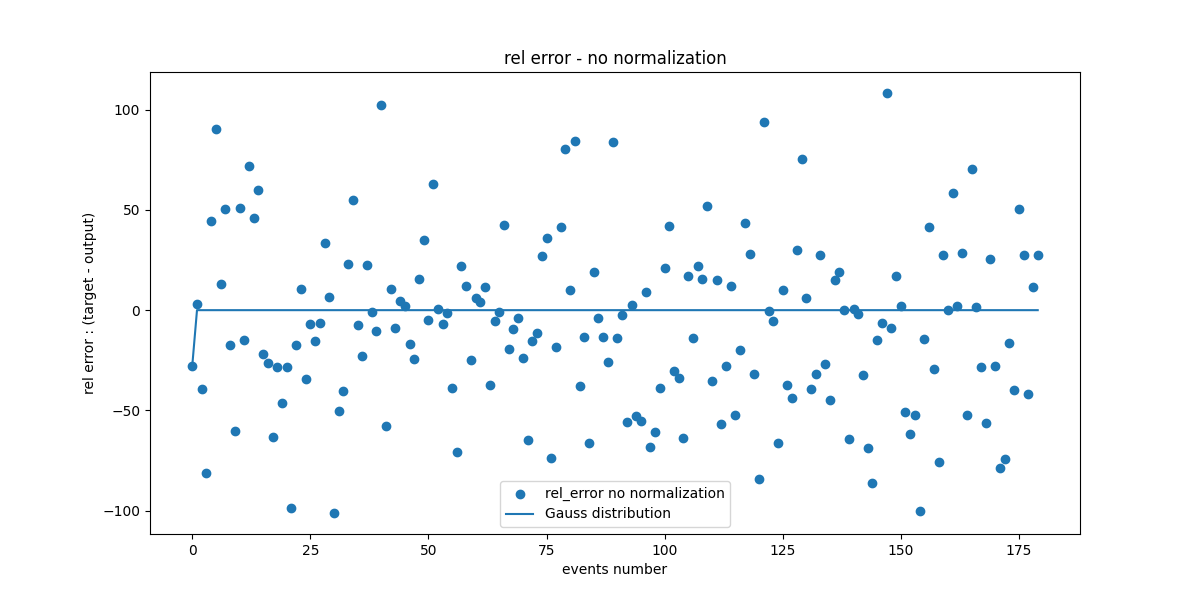 rel error - no normalization
rel error : (target - output)
100
50
0
−50
−100
rel_error no normalization
Gauss distribution
0 25 50 75 100 125 150 175
events number